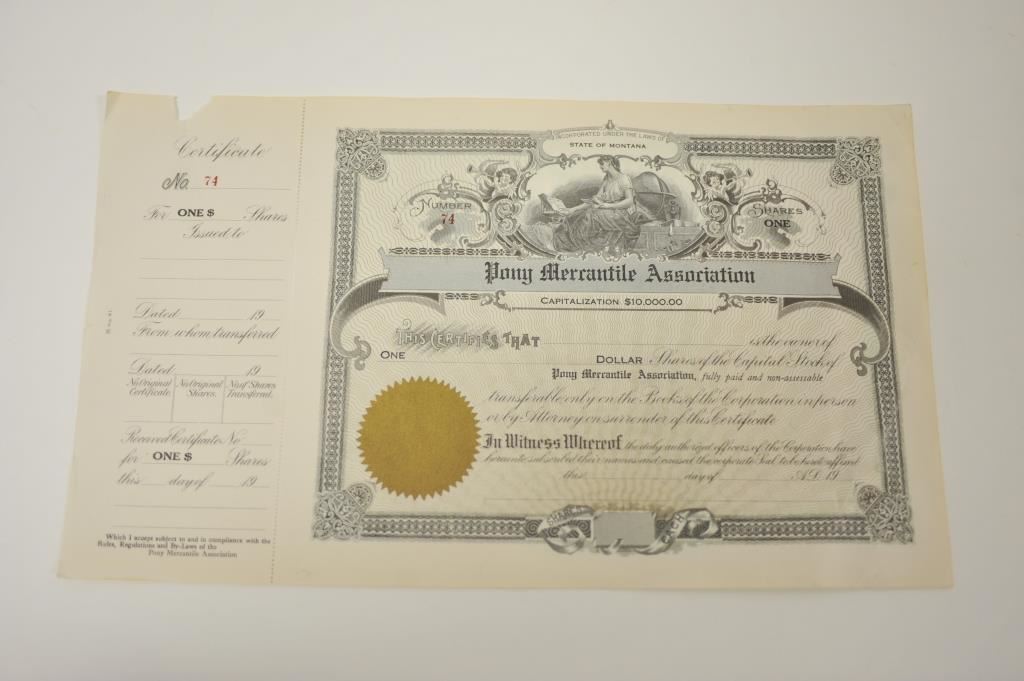 Certificate
No. 74
For ONE $ Shares
Issued to
Dated 19
From whom transferred
Dated 19
No Original Certificate. No Original Shares. No of Shares Transferred.
Received Certificate No
for ONE $ Shares
this day of 19
Which I accept subject to and in compliance with the
Rules, Regulations and By-Laws of the
Pony Mercantile Association
INCORPORATED UNDER THE LAWS OF
STATE OF MONTANA
NUMBER
74
SHARES
ONE
Pony Mercantile Association
CAPITALIZATION $10,000.00
THIS CERTIFIES THAT is the owner of
ONE DOLLAR Shares of the Capital Stock of
Pony Mercantile Association, fully paid and non-assessable
transferable only on the Books of the Corporation in person
or by Attorney on surrender of this Certificate
In Witness Whereof the duly authorized officers of the Corporation have
hereunto subscribed their names and caused the corporate Seal to be hereto affixed
this day of A.D. 19
SHARES EACH